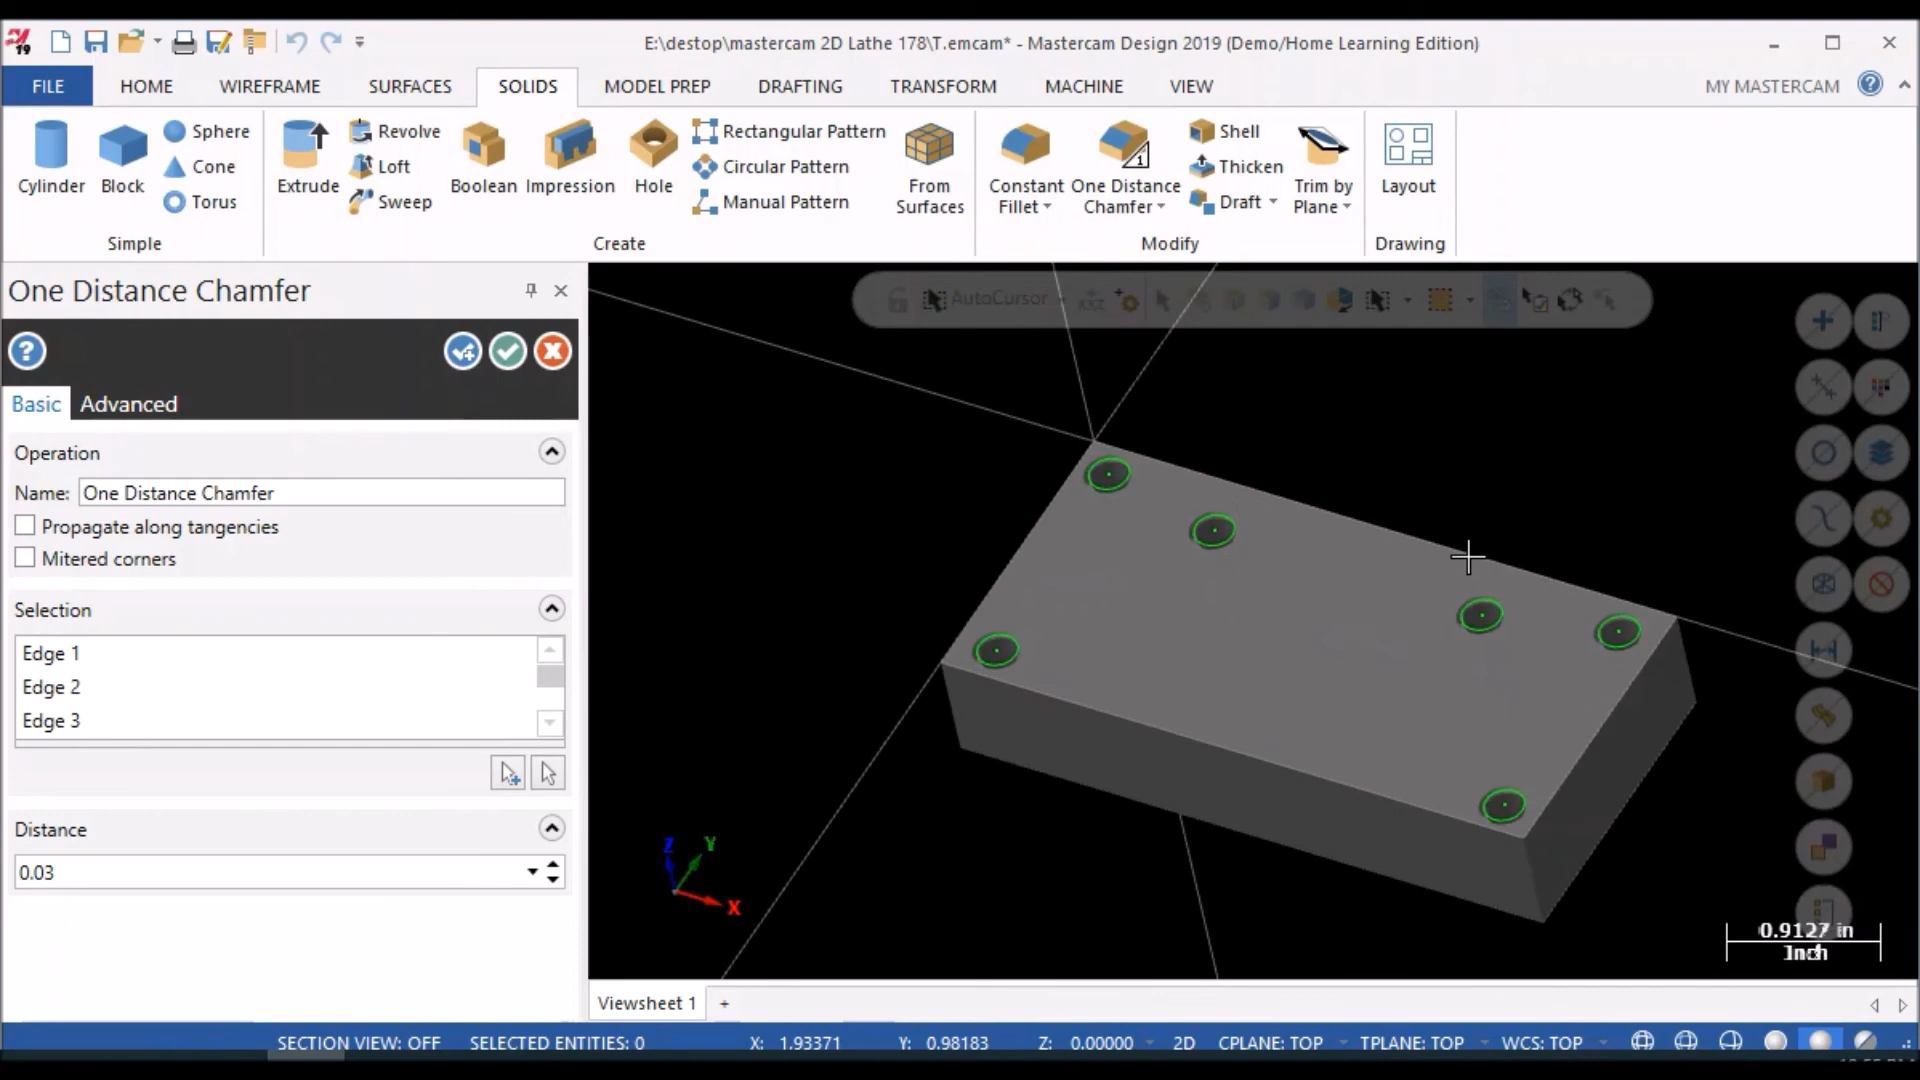 19
E:\destop\mastercam 2D Lathe 178\T.emcam* - Mastercam Design 2019 (Demo/Home Learning Edition)
FILE HOME WIREFRAME SURFACES SOLIDS MODEL PREP DRAFTING TRANSFORM MACHINE VIEW MY MASTERCAM ?
Cylinder
Block
Sphere
Cone
Torus
Simple
Extrude
Revolve
Loft
Sweep
Boolean
Impression
Hole
Rectangular Pattern
Circular Pattern
Manual Pattern
From
Surfaces
Create
Constant
Fillet
1
One Distance
Chamfer
Shell
Thicken
Draft
Trim by
Plane
Modify
Layout
Drawing
One Distance Chamfer
?
Basic Advanced
Operation
Name: One Distance Chamfer
Propagate along tangencies
Mitered corners
Selection
Edge 1
Edge 2
Edge 3
Distance
0.03
AutoCursor
XYZ
Z Y
X
0.9127 in
Inch
Viewsheet 1 +
SECTION VIEW: OFF SELECTED ENTITIES: 0 X: 1.93371 Y: 0.98183 Z: 0.00000 2D CPLANE: TOP TPLANE: TOP WCS: TOP